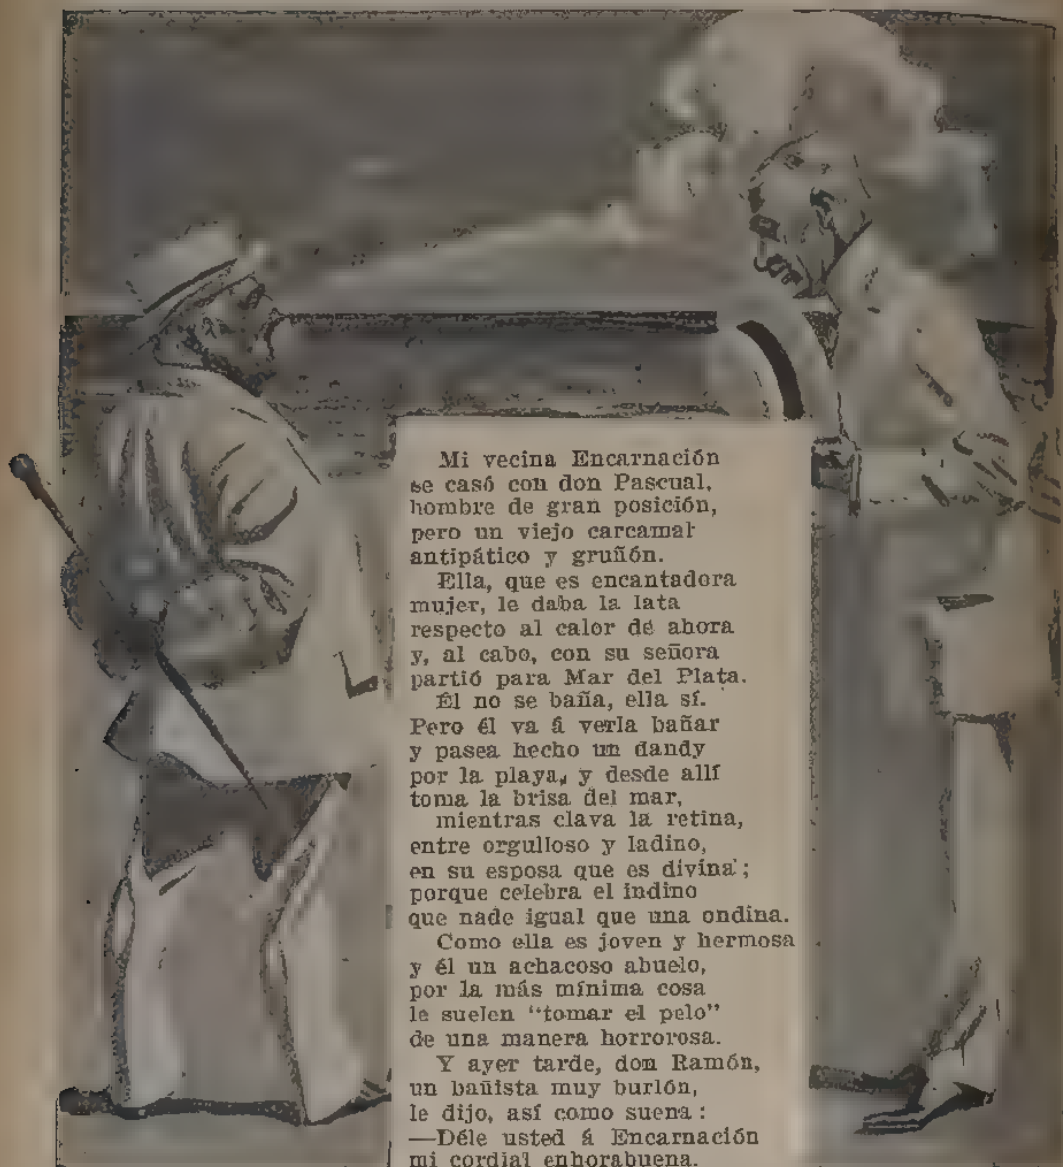 Mi vecina Encarnación
se casó con don Pascual,
hombre de gran posición,
pero un viejo carcamal
antipático y gruñón.
Ella, que es encantadora
mujer, le daba la lata
respecto al calor de ahora
y, al cabo, con su señora
partió para Mar del Plata.
Él no se baña, ella sí.
Pero él va á verla bañar
y pasea hecho un dandy
por la playa, y desde allí
toma la brisa del mar,
mientras clava la retina,
entre orgulloso y ladino,
en su esposa que es divina;
porque celebra el indino
que nade igual que una ondina.
Como ella es joven y hermosa
y él un achacoso abuelo,
por la más mínima cosa
le suelen “tomar el pelo”
de una manera horrorosa.
Y ayer tarde, don Ramón,
un bañista muy burlón,
le dijo, así como suena:
—Déle usted á Encarnación
mi cordial enhorabuena.